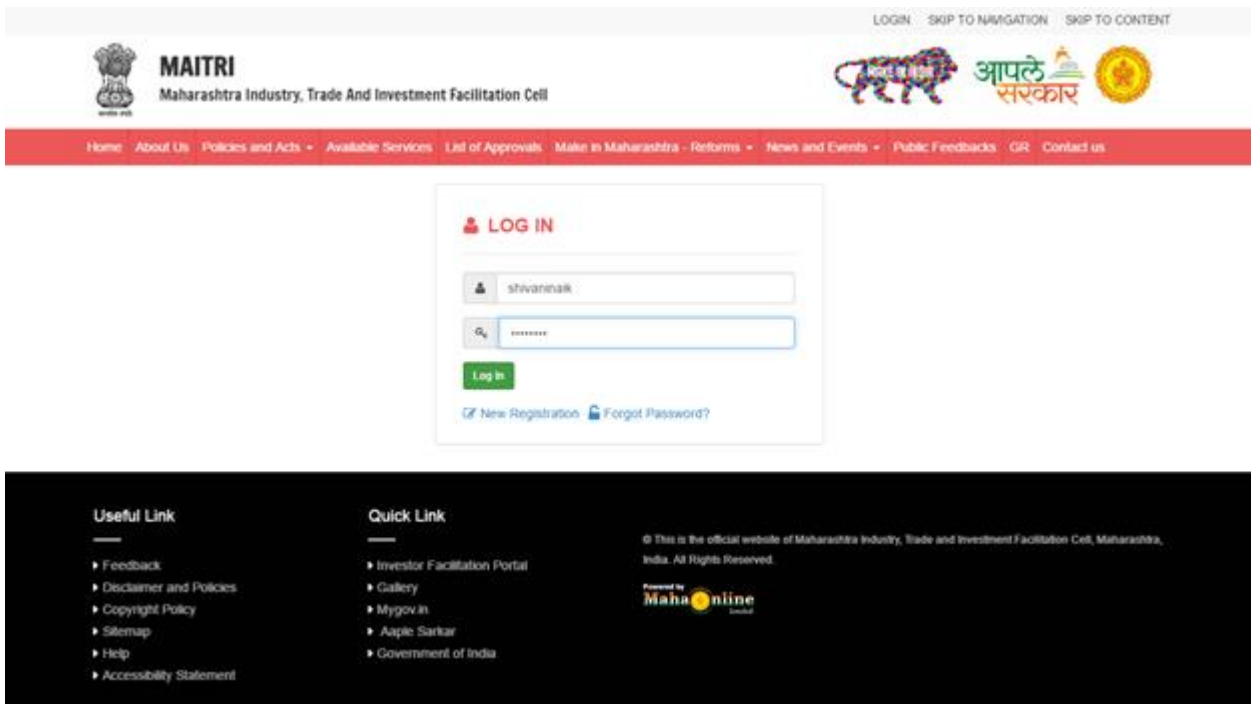 LOGIN SKIP TO NAVIGATION SKIP TO CONTENT
MAITRI
Maharashtra Industry, Trade And Investment Facilitation Cell
आपले
सरकार
Home About Us Policies and Acts Available Services List of Approvals Make in Maharashtra - Reforms News and Events Public Feedbacks GR Contact us
LOG IN
shivaninaik
Log in
New Registration Forgot Password?
Useful Link
Feedback
Disclaimer and Policies
Copyright Policy
Sitemap
Help
Accessibility Statement
Quick Link
Investor Facilitation Portal
Gallery
Mygov.in
Aaple Sarkar
Government of India
© This is the official website of Maharashtra Industry, Trade and Investment Facilitation Cell, Maharashtra,
India. All Rights Reserved.
Powered by
MahaOnline
Limited